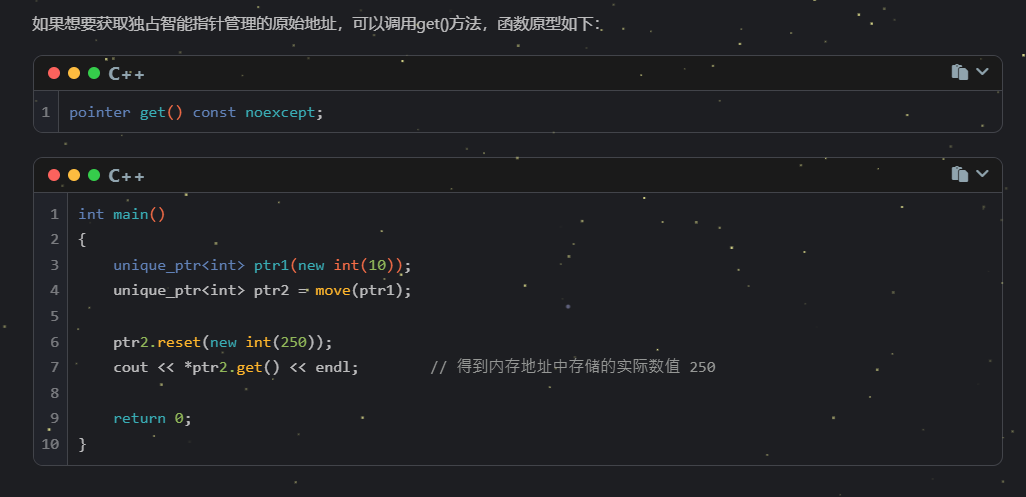 如果想要获取独占智能指针管理的原始地址，可以调用get()方法，函数原型如下：
C++
1 pointer get() const noexcept;
C++
1 int main()
2 {
3     unique_ptr<int> ptr1(new int(10));
4     unique_ptr<int> ptr2 = move(ptr1);
5
6     ptr2.reset(new int(250));
7     cout << *ptr2.get() << endl;        // 得到内存地址中存储的实际数值 250
8
9     return 0;
10 }